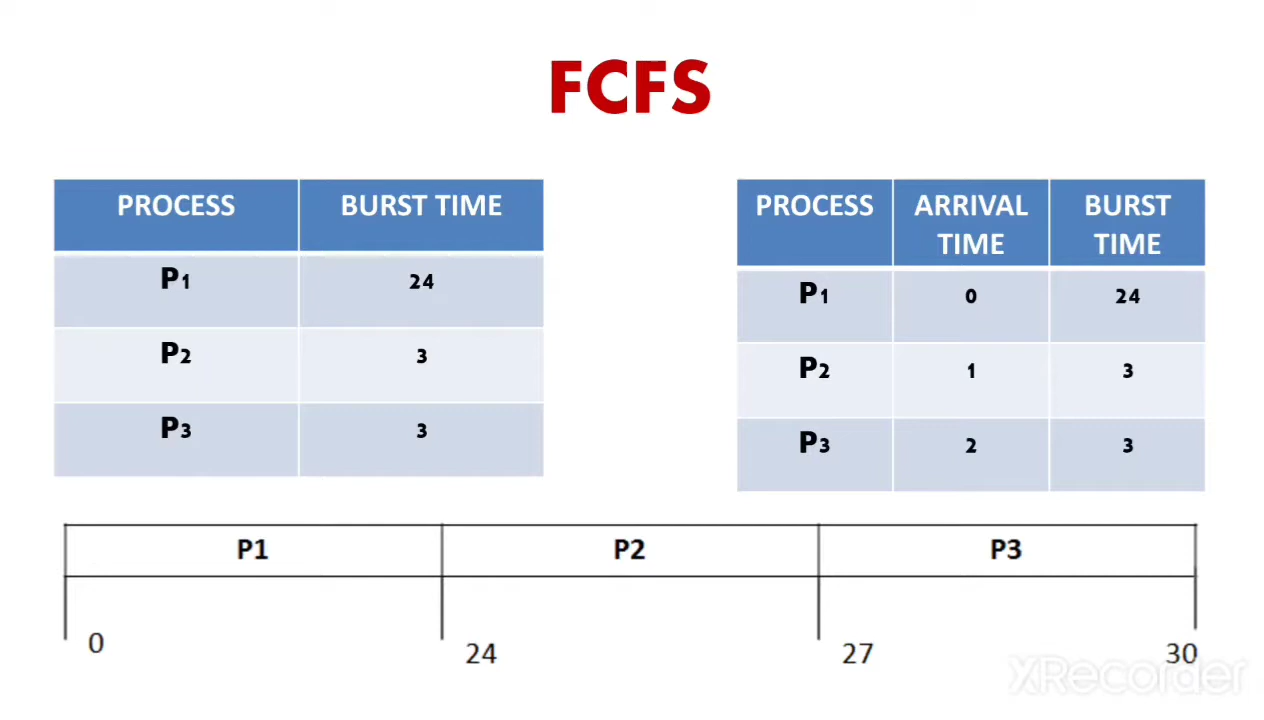 FCFS
PROCESS BURST TIME
P1 24
P2 3
P3 3
PROCESS ARRIVAL TIME BURST TIME
P1 0 24
P2 1 3
P3 2 3
P1 P2 P3
0 24 27 30
XRecorder